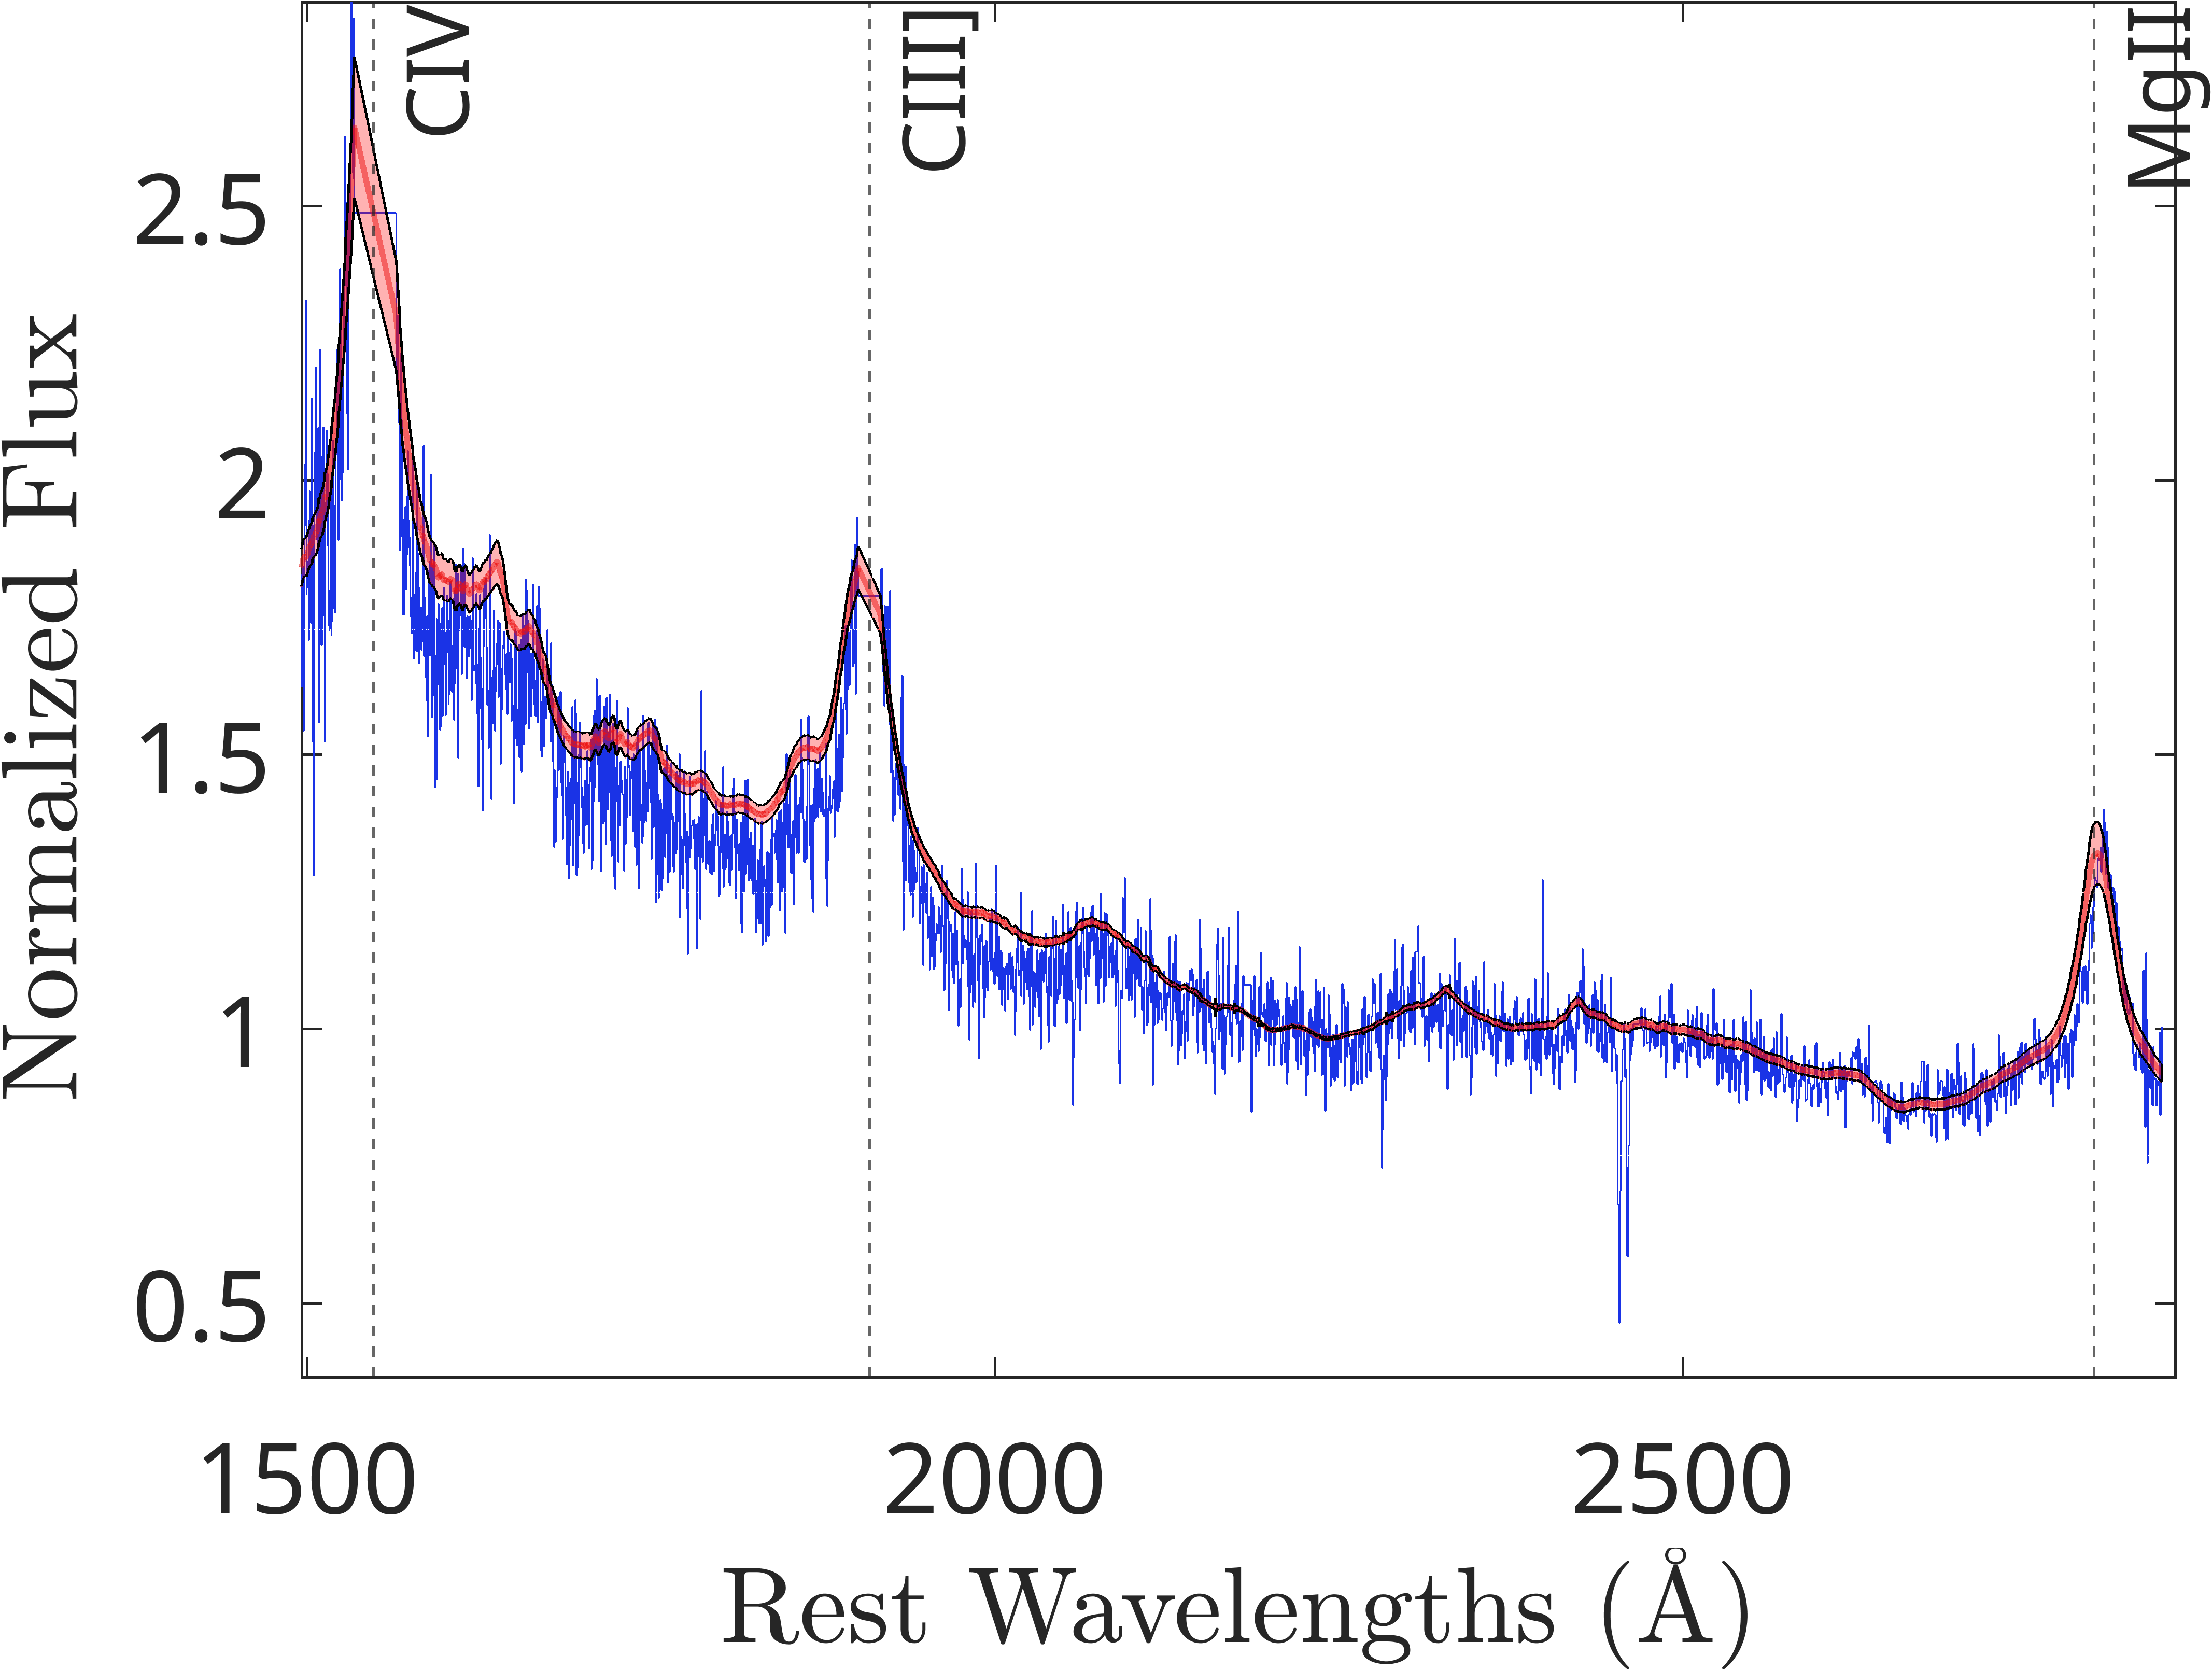 CIV
CIII]
MgII
Normalized Flux
2.5
2
1.5
1
0.5
1500
2000
2500
Rest Wavelengths (Å)